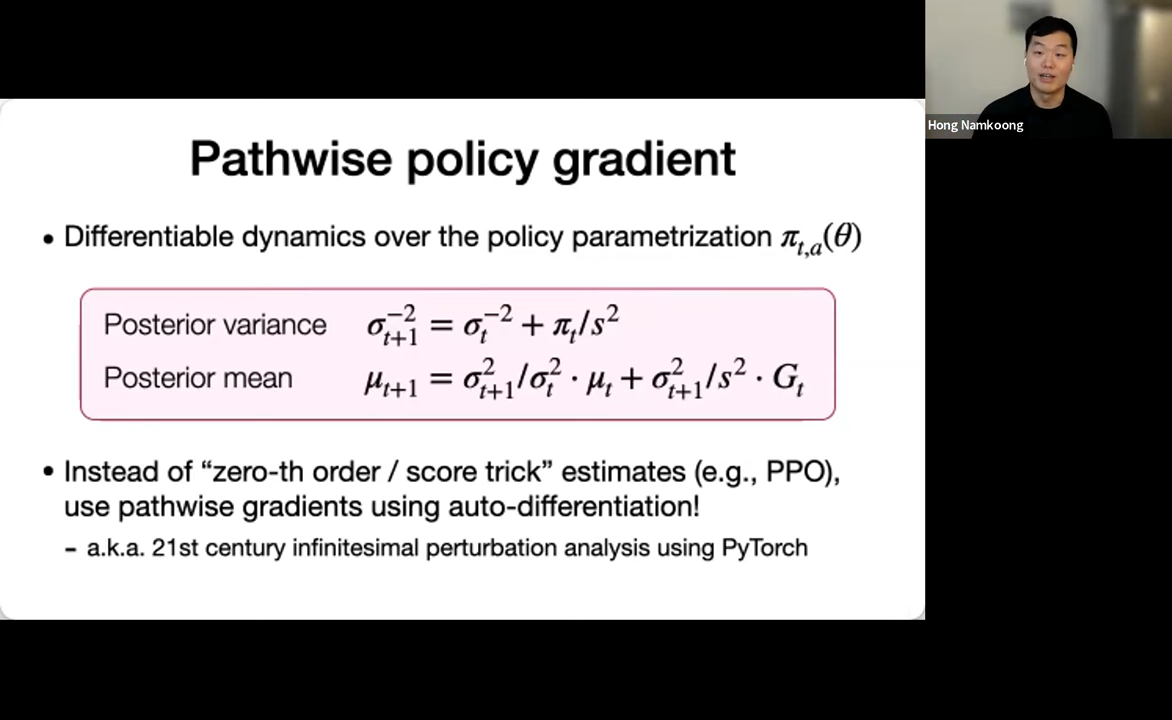 Pathwise policy gradient
• Differentiable dynamics over the policy parametrization π_{t,a}(θ)
Posterior variance σ_{t+1}^{-2} = σ_t^{-2} + π_t/s^2
Posterior mean μ_{t+1} = σ_{t+1}^2/σ_t^2 · μ_t + σ_{t+1}^2/s^2 · G_t
• Instead of “zero-th order / score trick” estimates (e.g., PPO),
use pathwise gradients using auto-differentiation!
– a.k.a. 21st century infinitesimal perturbation analysis using PyTorch
Hong Namkoong